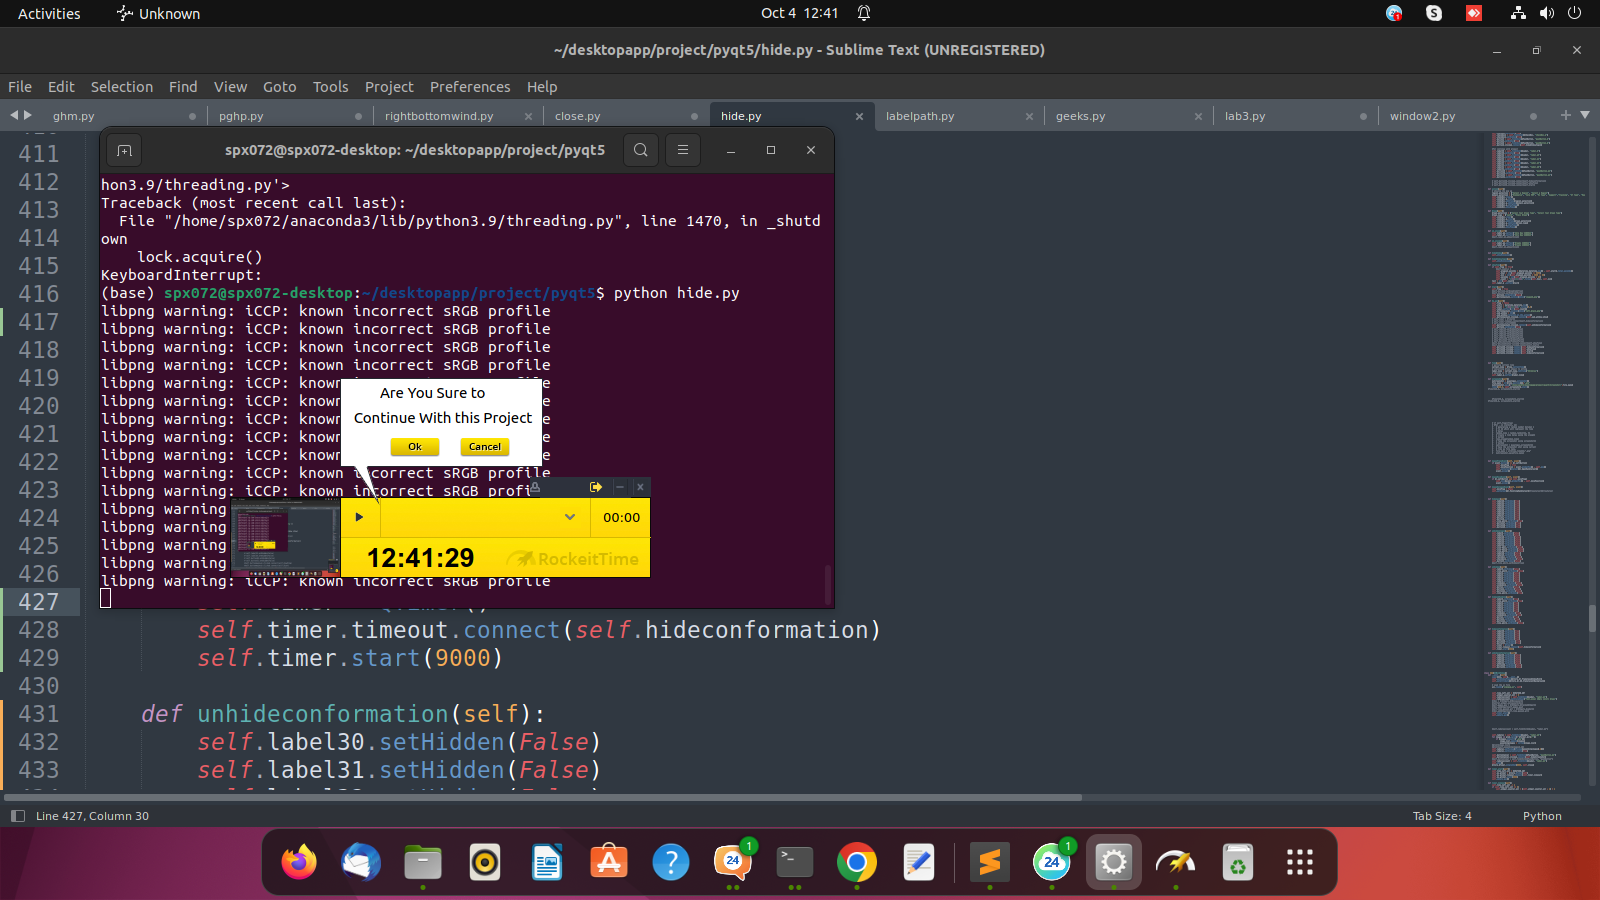 Activities
Unknown
Oct 4 12:41
~/desktopapp/project/pyqt5/hide.py - Sublime Text (UNREGISTERED)
File Edit Selection Find View Goto Tools Project Preferences Help
ghm.py
pghp.py
rightbottomwind.py
close.py
hide.py
labelpath.py
geeks.py
lab3.py
window2.py
spx072@spx072-desktop: ~/desktopapp/project/pyqt5
hon3.9/threading.py'>
Traceback (most recent call last):
File "/home/spx072/anaconda3/lib/python3.9/threading.py", line 1470, in _shutd
own
lock.acquire()
KeyboardInterrupt:
(base) spx072@spx072-desktop:~/desktopapp/project/pyqt5$ python hide.py
libpng warning: iCCP: known incorrect sRGB profile
libpng warning: iCCP: known incorrect sRGB profile
libpng warning: iCCP: known incorrect sRGB profile
libpng warning: iCCP: known incorrect sRGB profile
libpng warning: iCCP: known
libpng warning: iCCP: known
libpng warning: iCCP: known
libpng warning: iCCP: known
libpng warning: iCCP: known
libpng warning: iCCP: known incorrect sRGB profile
libpng warning: iCCP: known incorrect sRGB
libpng warning
libpng warning
libpng warning
libpng warning
libpng warning: iCCP: known incorrect sRGB profile
Are You Sure to
Continue With this Project
Ok
Cancel
00:00
12:41:29
RockeitTime
411
412
413
414
415
416
417
418
419
420
421
422
423
424
425
426
427
428 self.timer.timeout.connect(self.hideconformation)
429 self.timer.start(9000)
430
431 def unhideconformation(self):
432 self.label30.setHidden(False)
433 self.label31.setHidden(False)
Line 427, Column 30
Tab Size: 4
Python
24
1
24
1